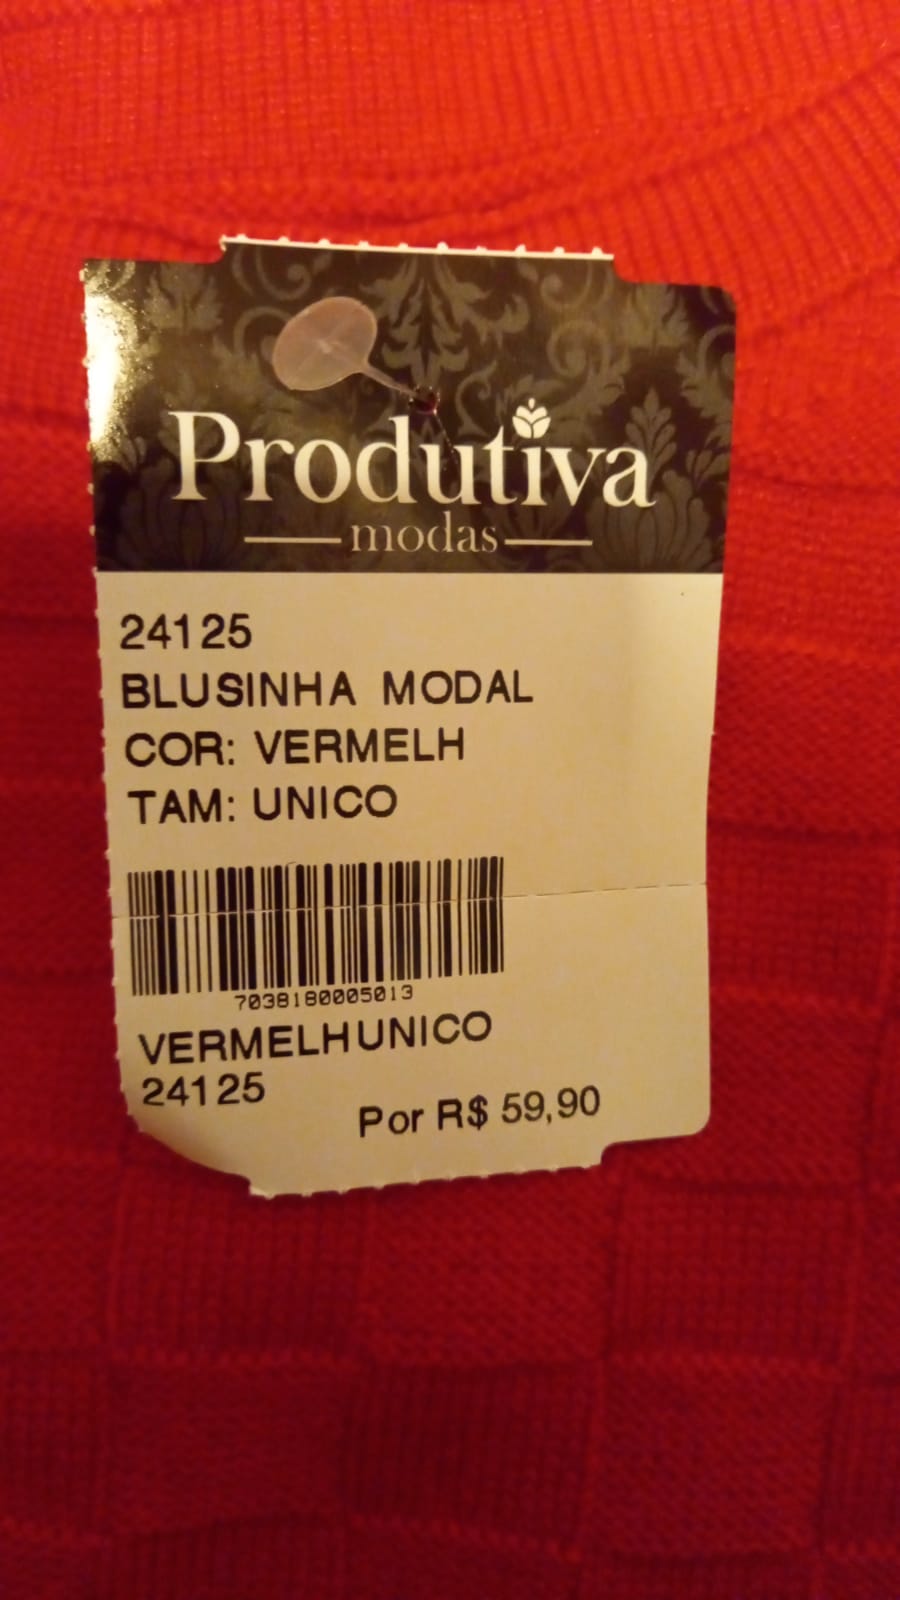 Produtiva
modas
24125
BLUSINHA MODAL
COR: VERMELH
TAM: UNICO
7038180005013
VERMELHUNICO
24125
Por R$ 59,90